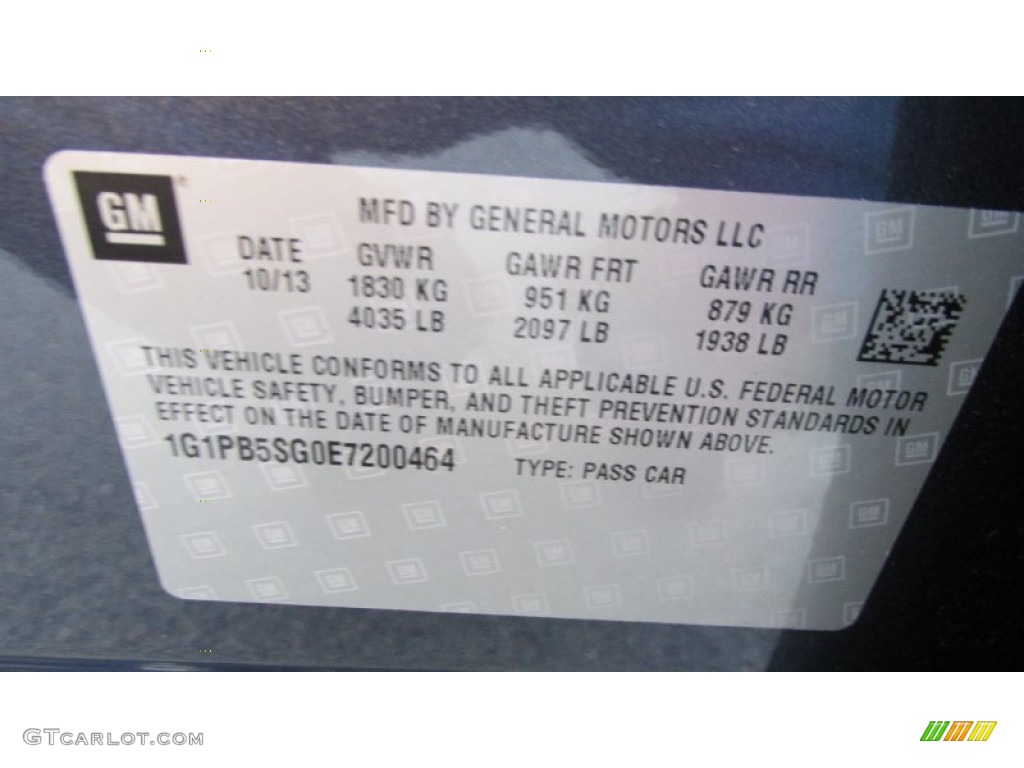 GM
MFD BY GENERAL MOTORS LLC
DATE GVWR GAWR FRT GAWR RR
10/13 1830 KG 951 KG 879 KG
4035 LB 2097 LB 1938 LB
THIS VEHICLE CONFORMS TO ALL APPLICABLE U.S. FEDERAL MOTOR
VEHICLE SAFETY, BUMPER, AND THEFT PREVENTION STANDARDS IN
EFFECT ON THE DATE OF MANUFACTURE SHOWN ABOVE.
1G1PB5SG0E7200464 TYPE: PASS CAR
GTCARLOT.COM